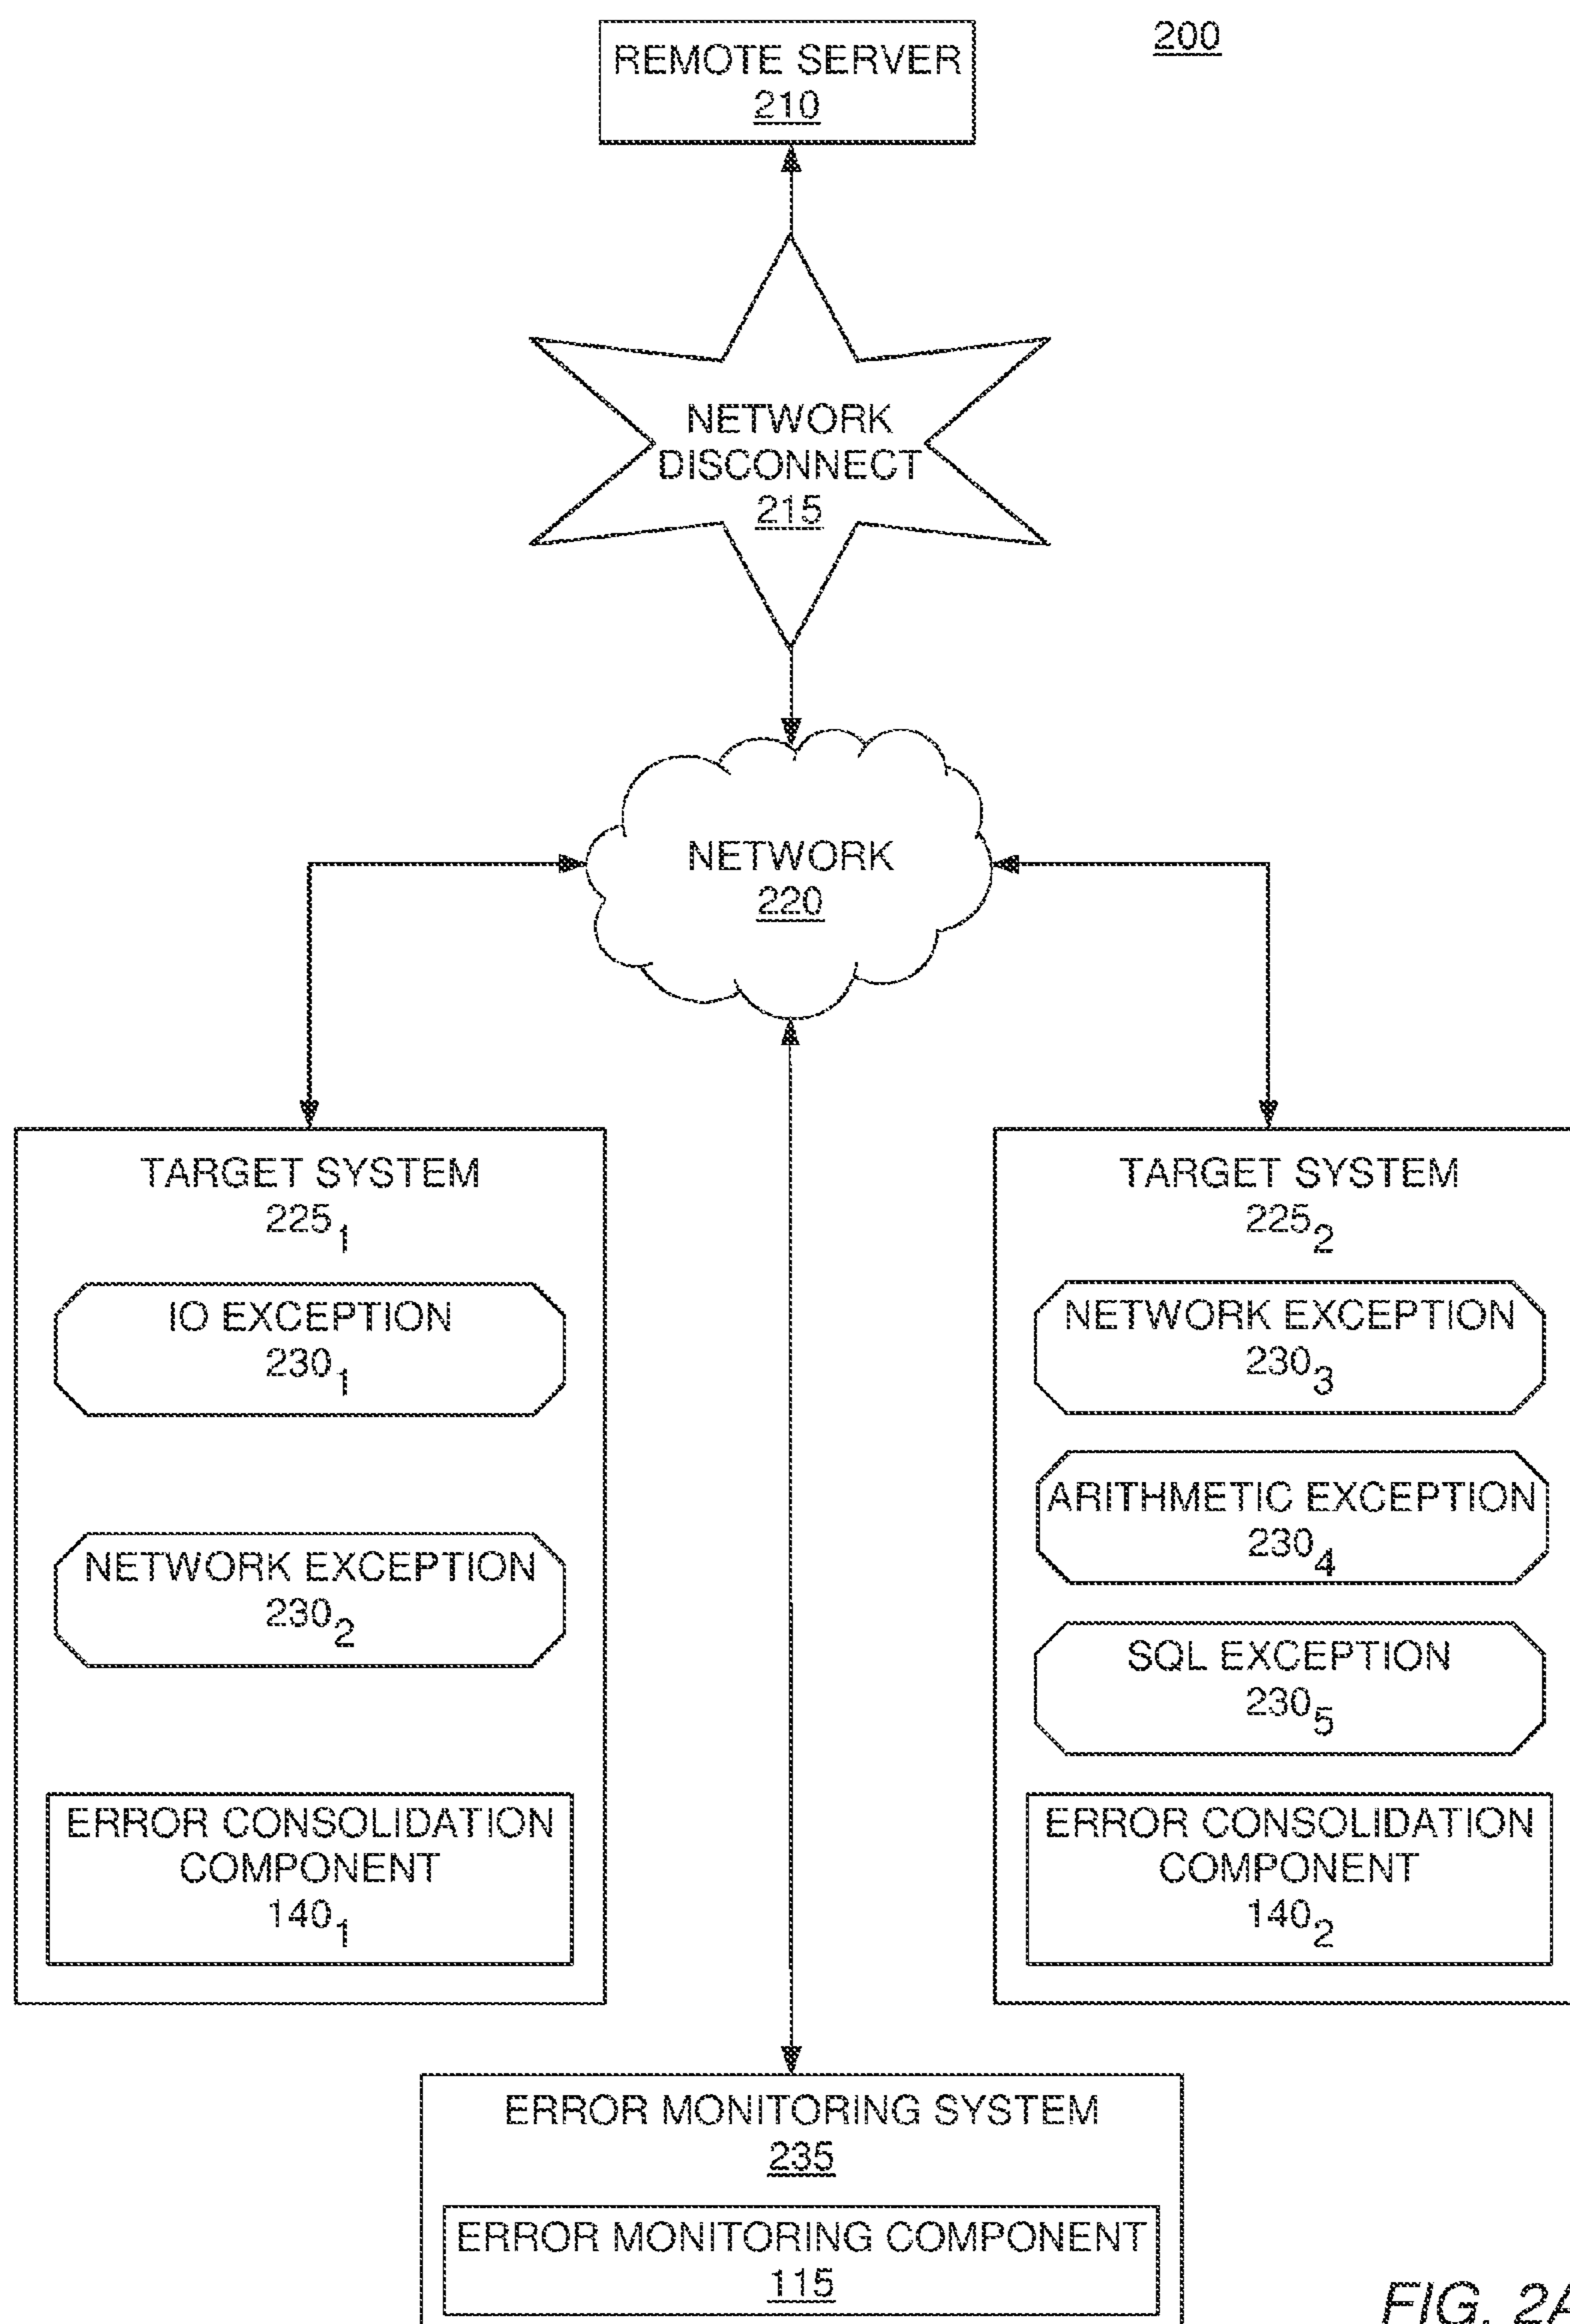 200
REMOTE SERVER
210
NETWORK
DISCONNECT
215
NETWORK
220
TARGET SYSTEM
225₁
IO EXCEPTION
230₁
NETWORK EXCEPTION
230₂
ERROR CONSOLIDATION
COMPONENT
140₁
TARGET SYSTEM
225₂
NETWORK EXCEPTION
230₃
ARITHMETIC EXCEPTION
230₄
SQL EXCEPTION
230₅
ERROR CONSOLIDATION
COMPONENT
140₂
ERROR MONITORING SYSTEM
235
ERROR MONITORING COMPONENT
115
FIG. 2A